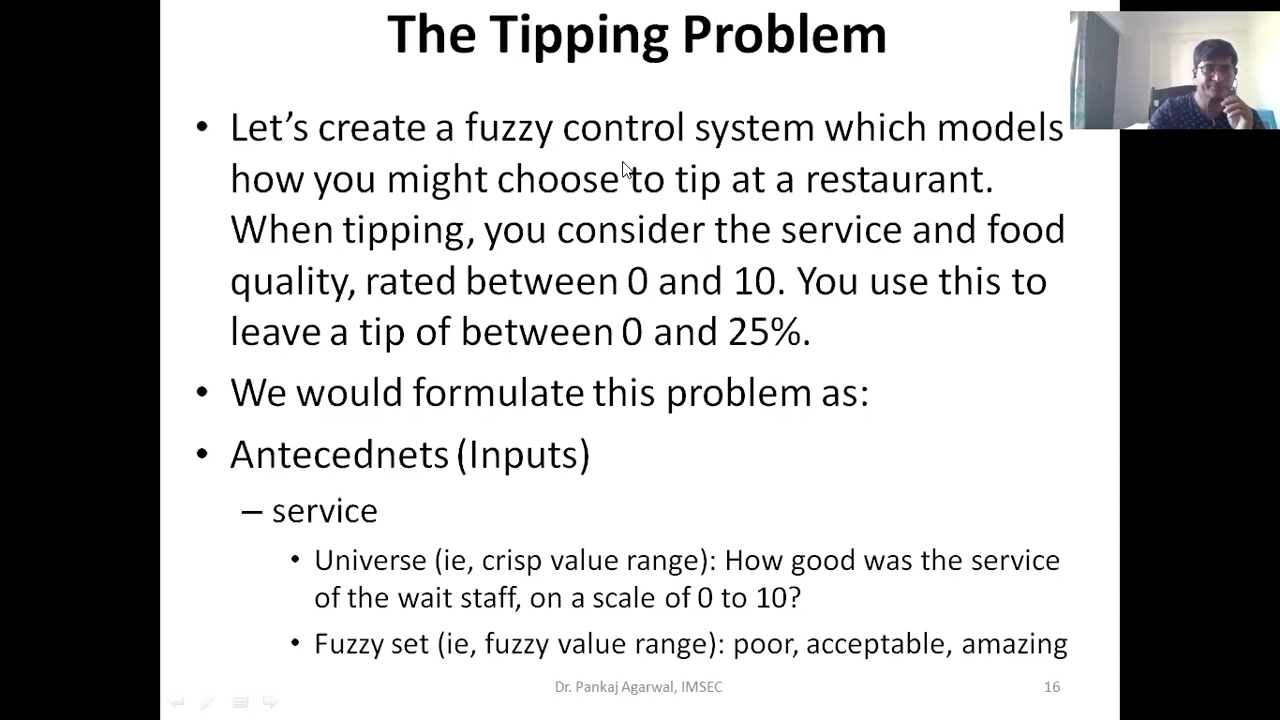 The Tipping Problem
• Let’s create a fuzzy control system which models
how you might choose to tip at a restaurant.
When tipping, you consider the service and food
quality, rated between 0 and 10. You use this to
leave a tip of between 0 and 25%.
• We would formulate this problem as:
• Antecednets (Inputs)
– service
• Universe (ie, crisp value range): How good was the service
of the wait staff, on a scale of 0 to 10?
• Fuzzy set (ie, fuzzy value range): poor, acceptable, amazing
Dr. Pankaj Agarwal, IMSEC 16